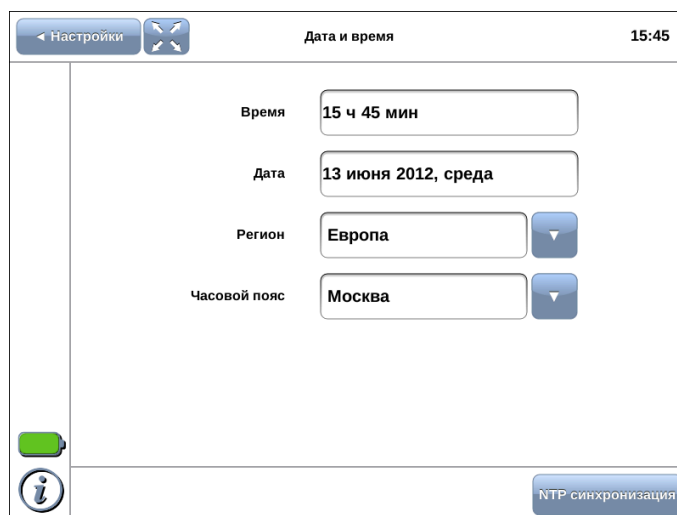 ◄ Настройки
Дата и время
15:45
Время
15 ч 45 мин
Дата
13 июня 2012, среда
Регион
Европа
Часовой пояс
Москва
i
NTP синхронизация